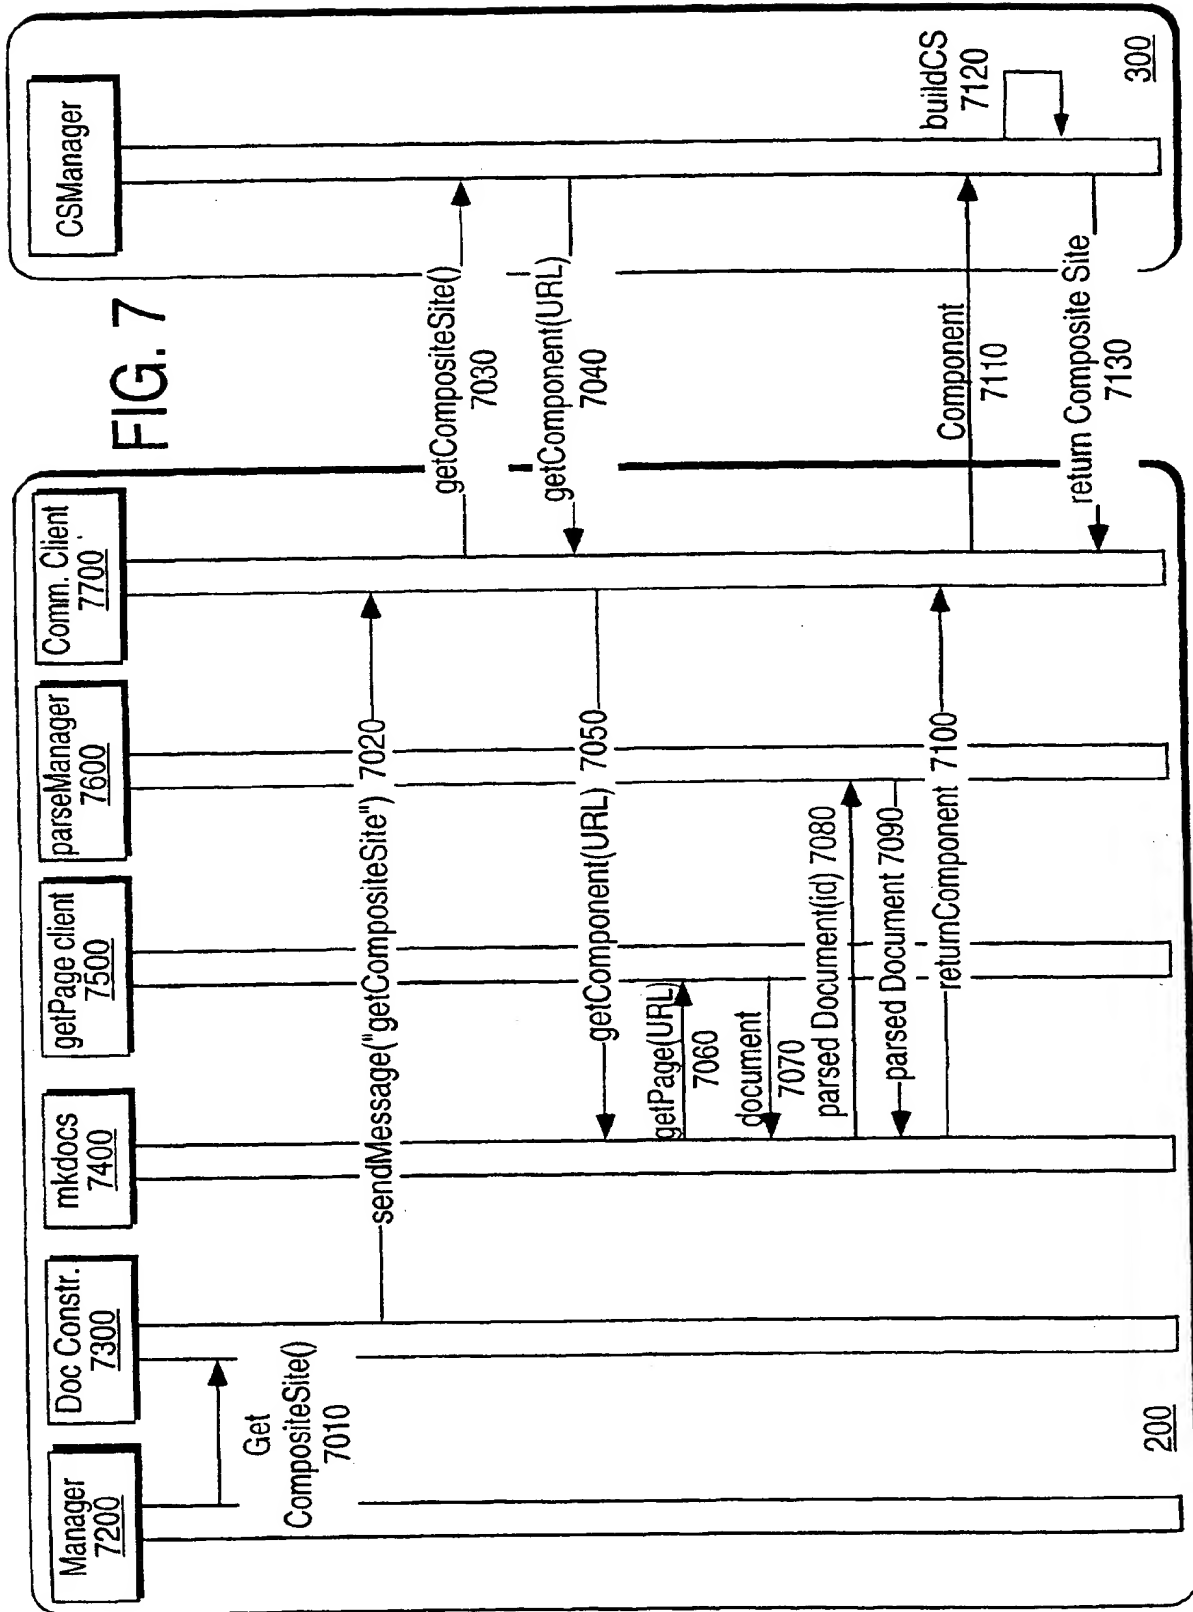 FIG. 7
Manager
7200
Doc Constr.
7300
mkdocs
7400
getPage client
7500
parseManager
7600
Comm. Client
7700
CSManager
Get
CompositeSite()
7010
sendMessage("getCompositeSite") 7020
getCompositeSite()
7030
getComponent(URL)
7040
getComponent(URL) 7050
getPage(URL)
7060
document
7070
parsed Document(id) 7080
parsed Document 7090
returnComponent 7100
Component
7110
buildCS
7120
return Composite Site
7130
200
300